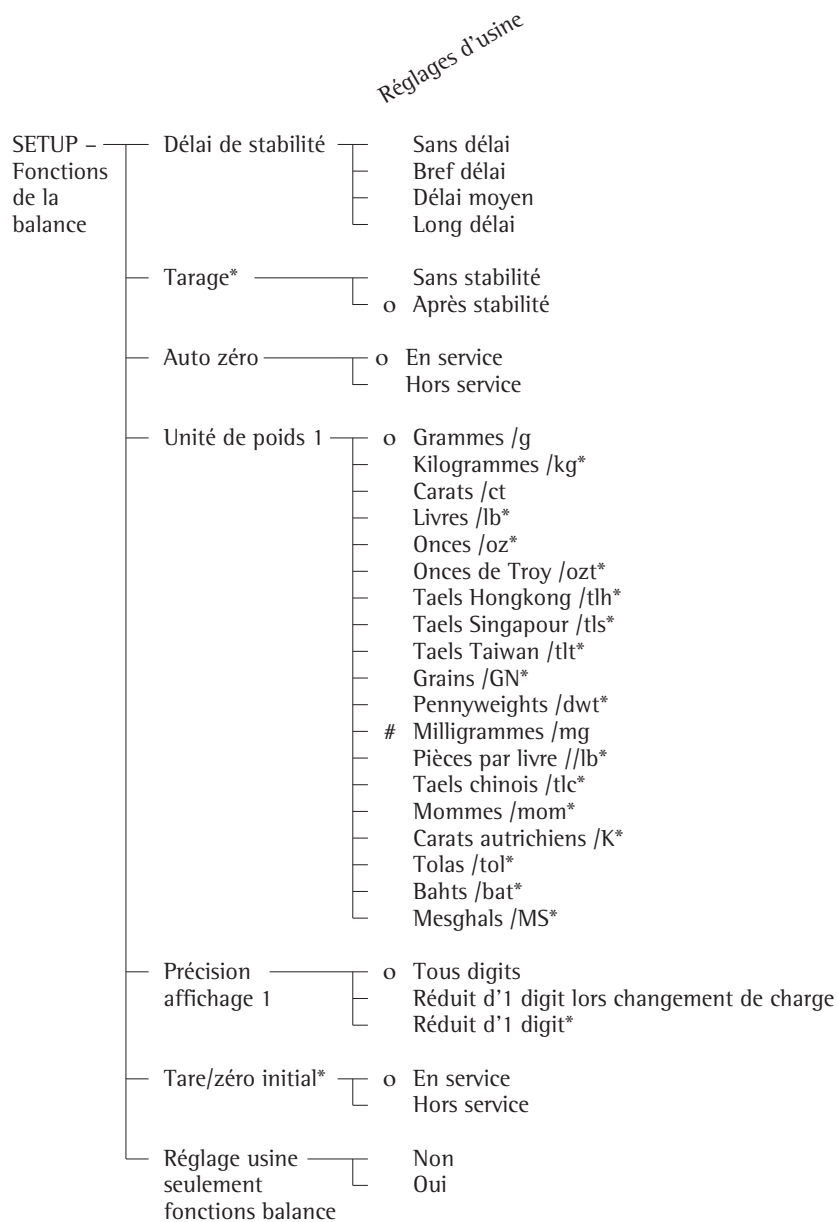 Réglages d'usine
SETUP – Délai de stabilité Sans délai
Fonctions Bref délai
de la Délai moyen
balance Long délai
Tarage* Sans stabilité
o Après stabilité
Auto zéro o En service
Hors service
Unité de poids 1 o Grammes /g
Kilogrammes /kg*
Carats /ct
Livres /lb*
Onces /oz*
Onces de Troy /ozt*
Taels Hongkong /tlh*
Taels Singapour /tls*
Taels Taiwan /tlt*
Grains /GN*
Pennyweights /dwt*
# Milligrammes /mg
Pièces par livre //lb*
Taels chinois /tlc*
Mommes /mom*
Carats autrichiens /K*
Tolas /tol*
Bahts /bat*
Mesghals /MS*
Précision o Tous digits
affichage 1 Réduit d'1 digit lors changement de charge
Réduit d'1 digit*
Tare/zéro initial* o En service
Hors service
Réglage usine Non
seulement Oui
fonctions balance